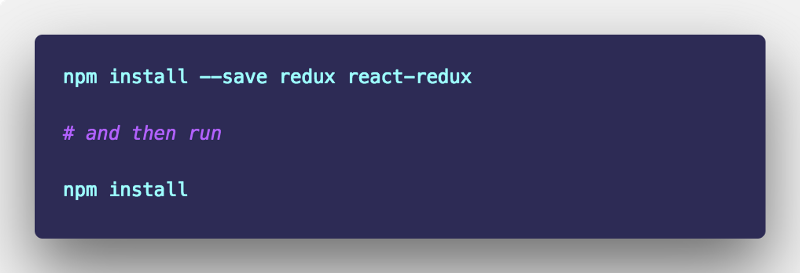 npm install --save redux react-redux
# and then run
npm install